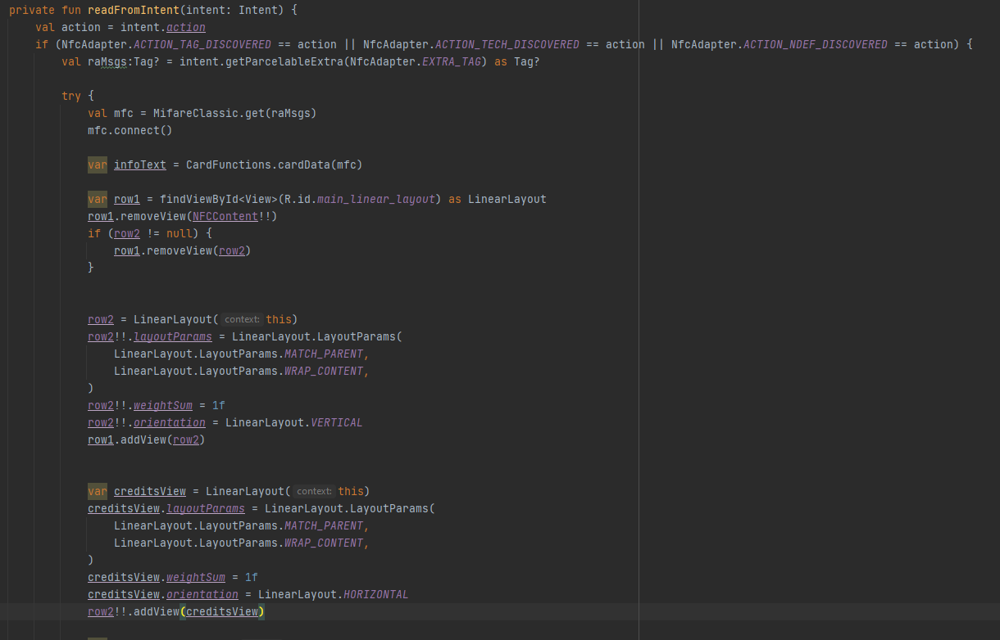 private fun readFromIntent(intent: Intent) {
val action = intent.action
if (NfcAdapter.ACTION_TAG_DISCOVERED == action || NfcAdapter.ACTION_TECH_DISCOVERED == action || NfcAdapter.ACTION_NDEF_DISCOVERED == action) {
val raMsgs:Tag? = intent.getParcelableExtra(NfcAdapter.EXTRA_TAG) as Tag?
try {
val mfc = MifareClassic.get(raMsgs)
mfc.connect()
var infoText = CardFunctions.cardData(mfc)
var row1 = findViewById<View>(R.id.main_linear_layout) as LinearLayout
row1.removeView(NFCContent!!)
if (row2 != null) {
row1.removeView(row2)
}
row2 = LinearLayout( context: this)
row2!!.layoutParams = LinearLayout.LayoutParams(
LinearLayout.LayoutParams.MATCH_PARENT,
LinearLayout.LayoutParams.WRAP_CONTENT,
)
row2!!.weightSum = 1f
row2!!.orientation = LinearLayout.VERTICAL
row1.addView(row2)
var creditsView = LinearLayout( context: this)
creditsView.layoutParams = LinearLayout.LayoutParams(
LinearLayout.LayoutParams.MATCH_PARENT,
LinearLayout.LayoutParams.WRAP_CONTENT,
)
creditsView.weightSum = 1f
creditsView.orientation = LinearLayout.HORIZONTAL
row2!!.addView(creditsView)